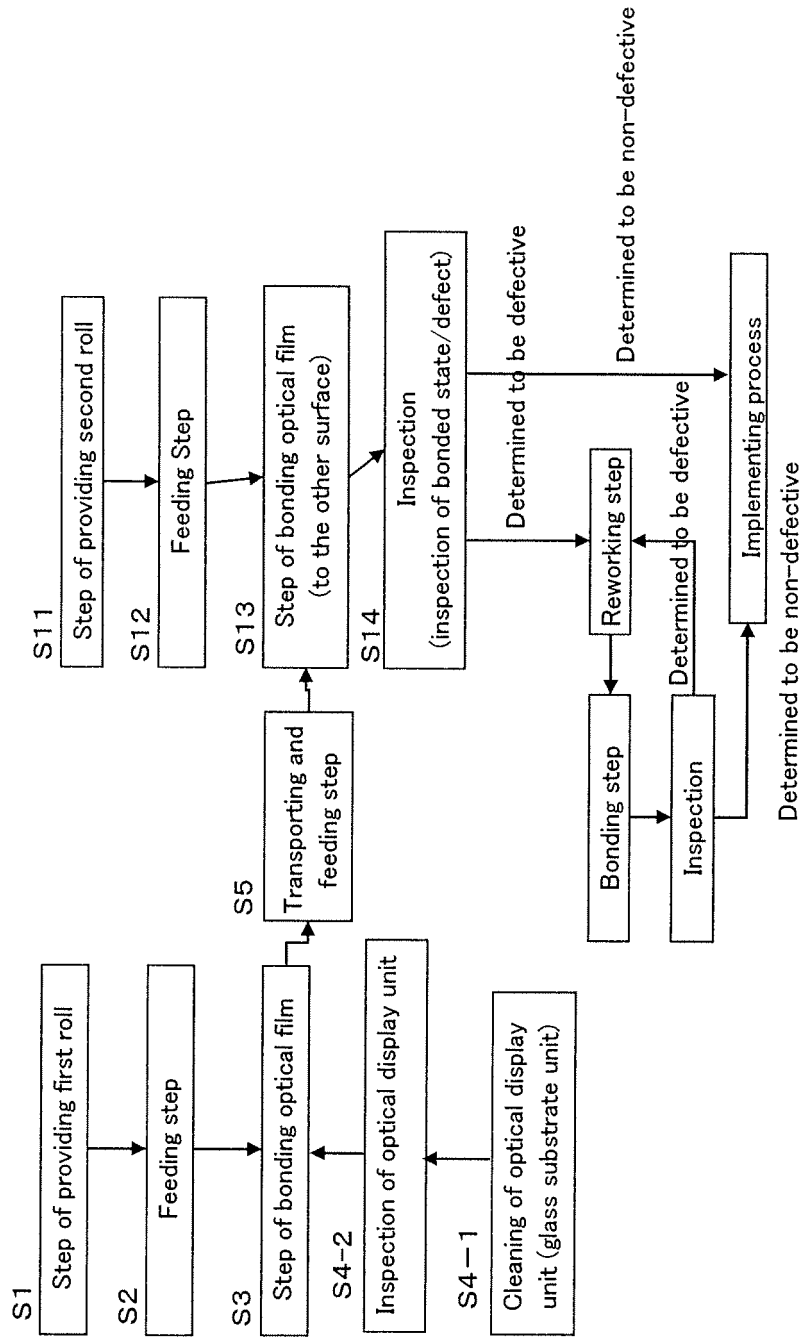 S1
Step of providing first roll
S2
Feeding step
S3
Step of bonding optical film
S4-2
Inspection of optical display unit
S4-1
Cleaning of optical display
unit (glass substrate unit)
S5
Transporting and
feeding step
S11
Step of providing second roll
S12
Feeding Step
S13
Step of bonding optical film
(to the other surface)
S14
Inspection
(inspection of bonded state/defect)
Determined to be defective
Determined to be non-defective
Reworking step
Bonding step
Inspection
Determined to be defective
Implementing process
Determined to be non-defective